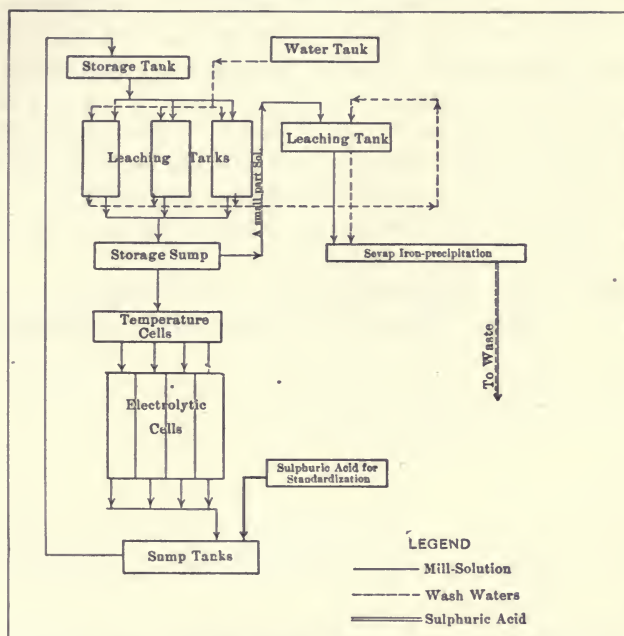 Water Tank
Storage Tank
Leaching Tanks
A small part Sol.
Leaching Tank
Storage Sump
Sevap Iron-precipitation
Temperature
Cells
To Waste
Electrolytic
Cells
Sulphuric Acid for
Standardization
Sump Tanks
LEGEND
Mill-Solution
Wash Waters
Sulphuric Acid